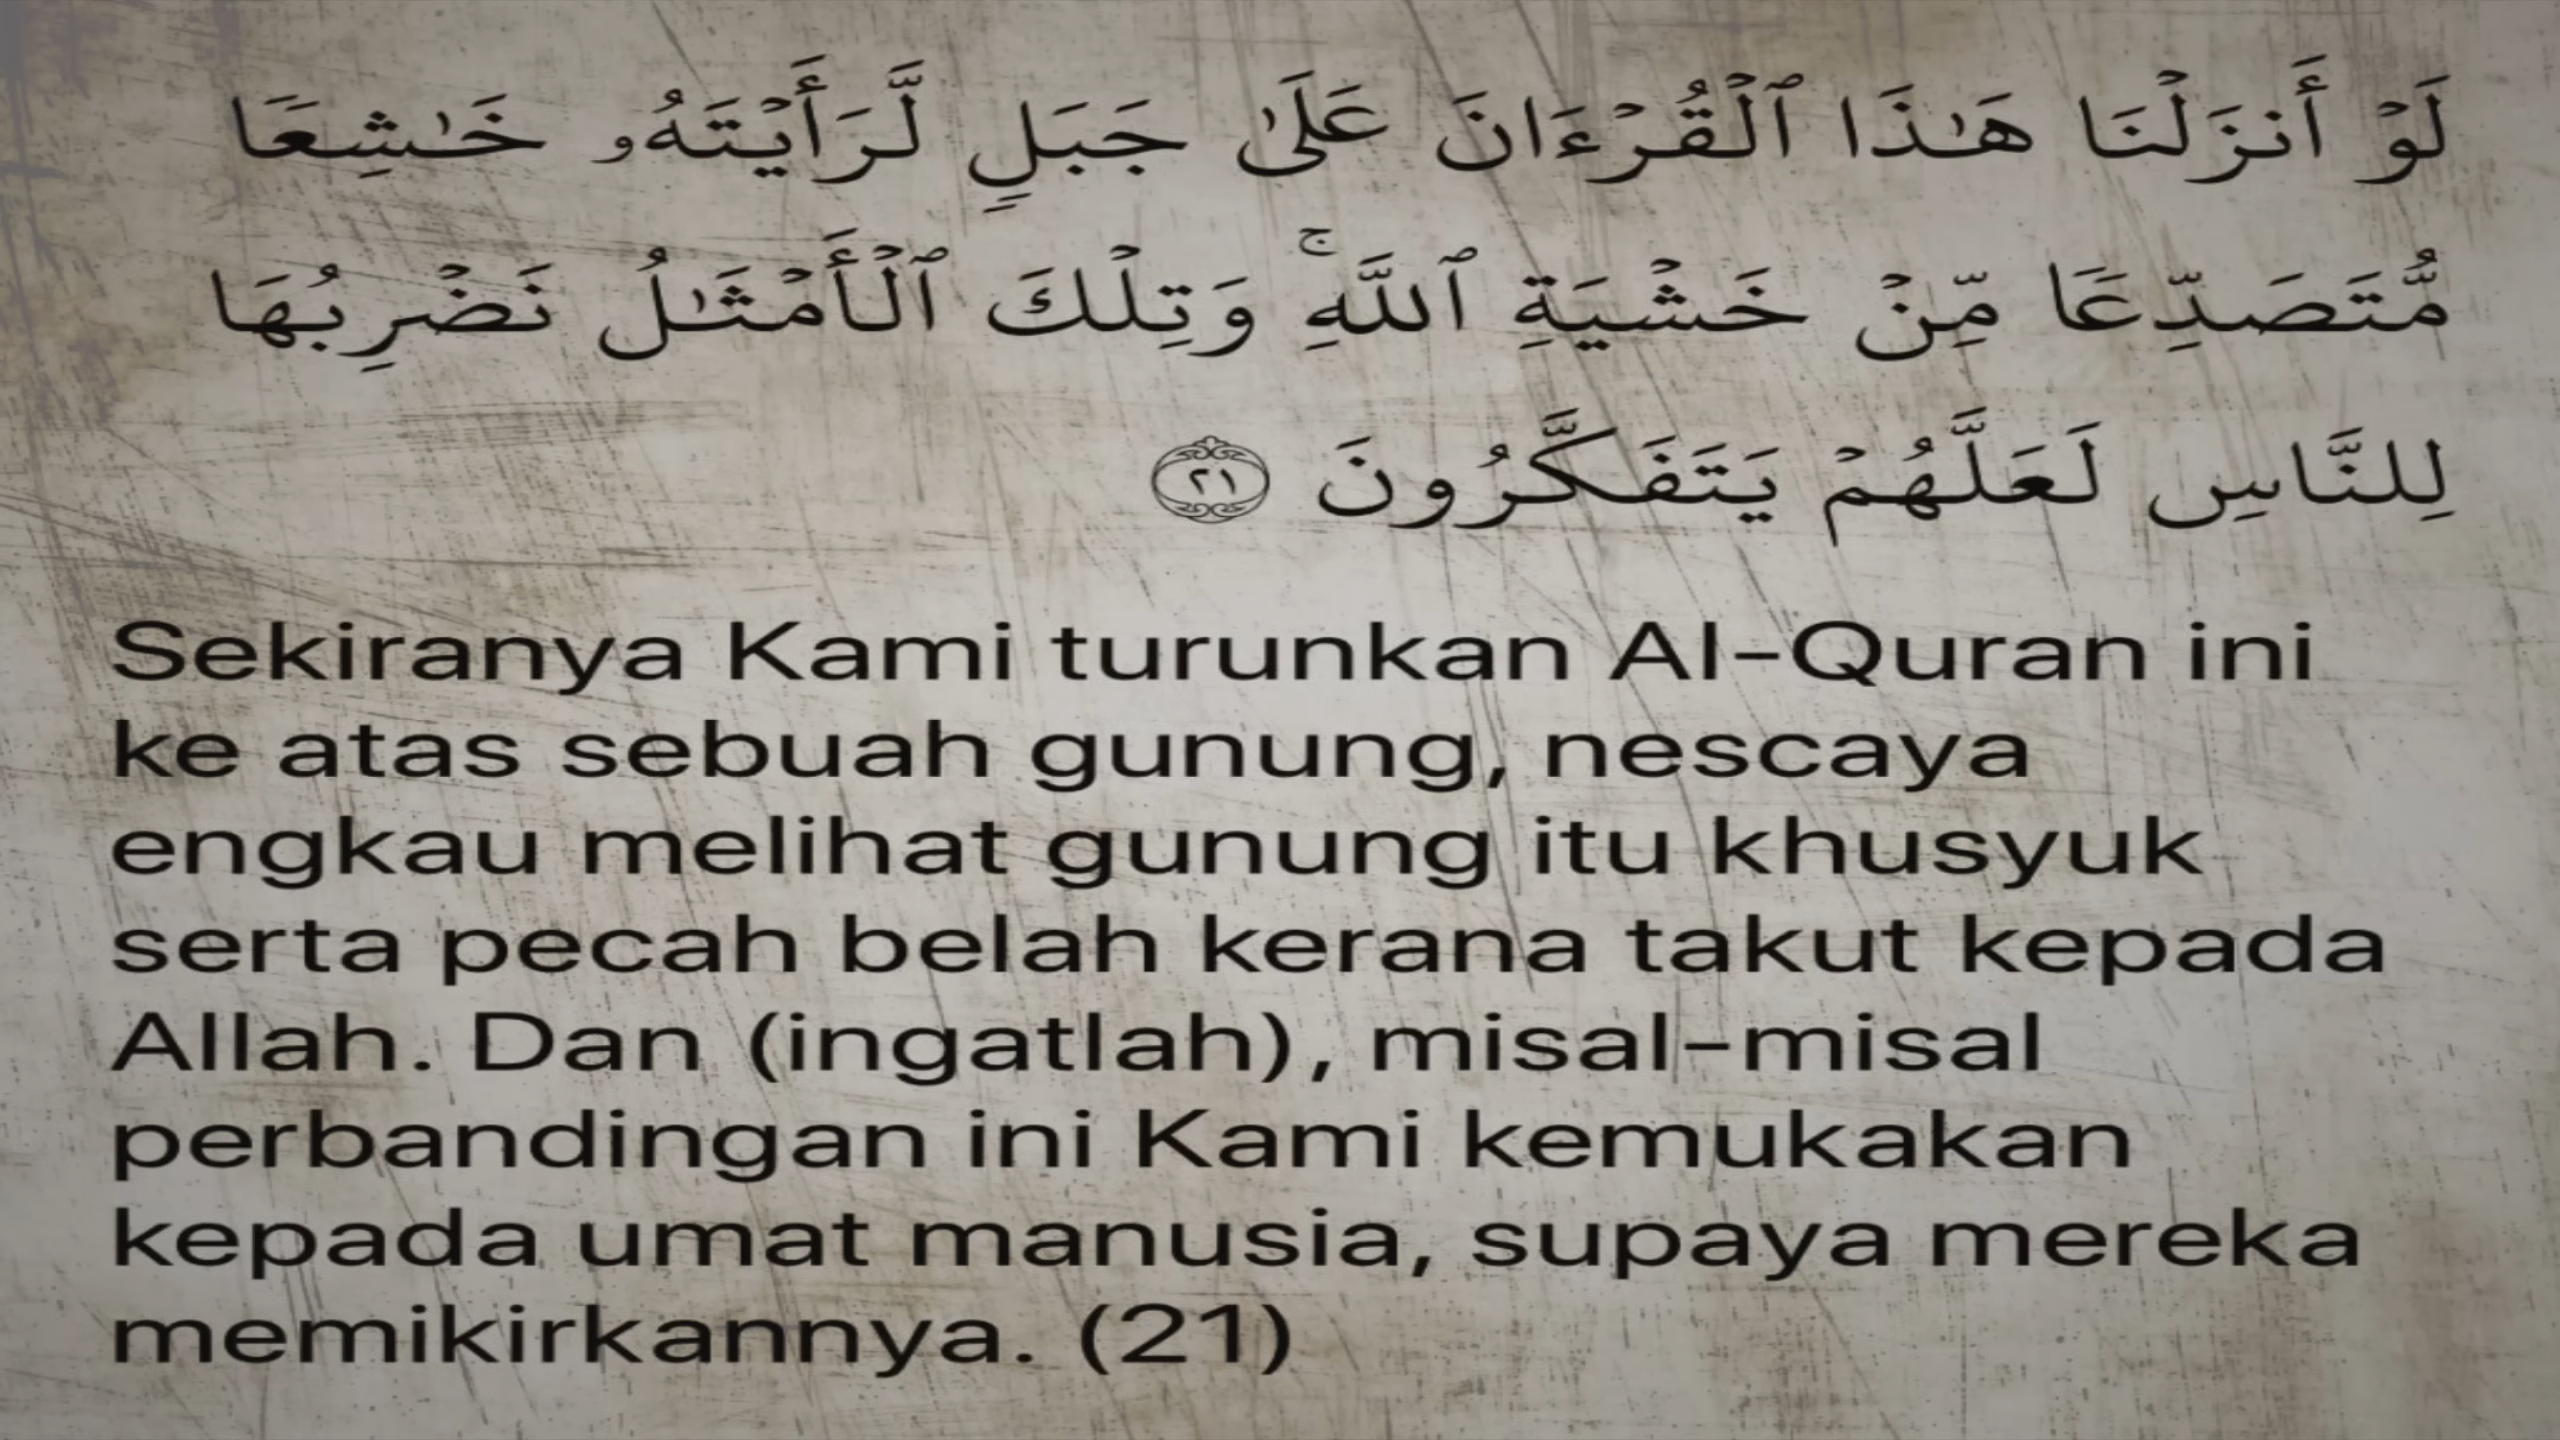 لَوۡ أَنزَلۡنَا هَـٰذَا ٱلۡقُرۡءَانَ عَلَىٰ جَبَلٖ لَّرَأَيۡتَهُۥ خَـٰشِعٗا
مُّتَصَدِّعٗا مِّنۡ خَشۡيَةِ ٱللَّهِۚ وَتِلۡكَ ٱلۡأَمۡثَـٰلُ نَضۡرِبُهَا
لِلنَّاسِ لَعَلَّهُمۡ يَتَفَكَّرُونَ ٢١
Sekiranya Kami turunkan Al-Quran ini
ke atas sebuah gunung, nescaya
engkau melihat gunung itu khusyuk
serta pecah belah kerana takut kepada
Allah. Dan (ingatlah), misal-misal
perbandingan ini Kami kemukakan
kepada umat manusia, supaya mereka
memikirkannya. (21)